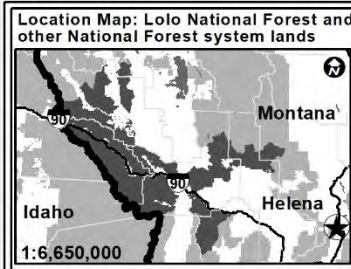 Location Map: Lolo National Forest and
other National Forest system lands
N
Montana
90
90
Helena
Idaho
1:6,650,000